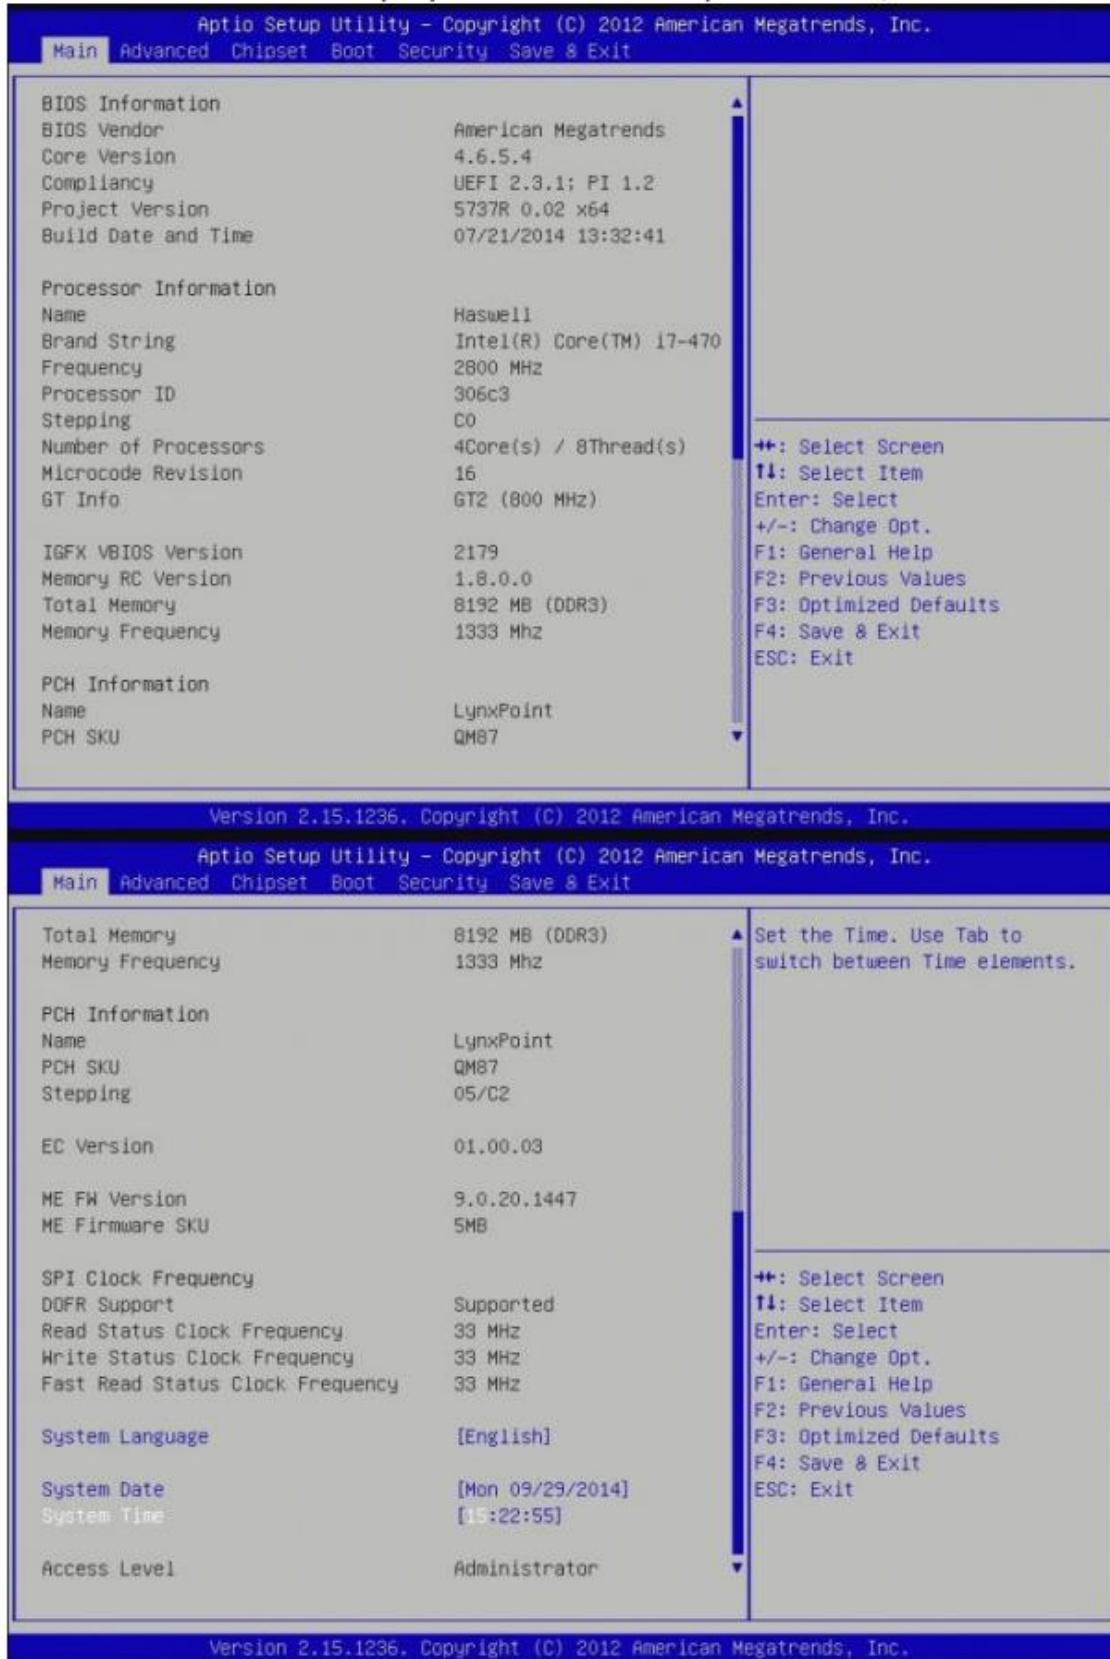 Aptio Setup Utility - Copyright (C) 2012 American Megatrends, Inc.
Main Advanced Chipset Boot Security Save & Exit
BIOS Information
BIOS Vendor American Megatrends
Core Version 4.6.5.4
Compliancy UEFI 2.3.1; PI 1.2
Project Version 5737R 0.02 x64
Build Date and Time 07/21/2014 13:32:41
Processor Information
Name Haswell
Brand String Intel(R) Core(TM) i7-470
Frequency 2800 MHz
Processor ID 306c3
Stepping C0
Number of Processors 4Core(s) / 8Thread(s)
Microcode Revision 16
GT Info GT2 (800 MHz)
IGFX VBIOS Version 2179
Memory RC Version 1.8.0.0
Total Memory 8192 MB (DDR3)
Memory Frequency 1333 Mhz
PCH Information
Name LynxPoint
PCH SKU QM87
→←: Select Screen
↑↓: Select Item
Enter: Select
+/-: Change Opt.
F1: General Help
F2: Previous Values
F3: Optimized Defaults
F4: Save & Exit
ESC: Exit
Version 2.15.1236. Copyright (C) 2012 American Megatrends, Inc.
Aptio Setup Utility - Copyright (C) 2012 American Megatrends, Inc.
Main Advanced Chipset Boot Security Save & Exit
Total Memory 8192 MB (DDR3)
Memory Frequency 1333 Mhz
PCH Information
Name LynxPoint
PCH SKU QM87
Stepping 05/C2
EC Version 01.00.03
ME FW Version 9.0.20.1447
ME Firmware SKU 5MB
SPI Clock Frequency
DOFR Support Supported
Read Status Clock Frequency 33 MHz
Write Status Clock Frequency 33 MHz
Fast Read Status Clock Frequency 33 MHz
System Language [English]
System Date [Mon 09/29/2014]
System Time [15:22:55]
Access Level Administrator
Set the Time. Use Tab to
switch between Time elements.
→←: Select Screen
↑↓: Select Item
Enter: Select
+/-: Change Opt.
F1: General Help
F2: Previous Values
F3: Optimized Defaults
F4: Save & Exit
ESC: Exit
Version 2.15.1236. Copyright (C) 2012 American Megatrends, Inc.